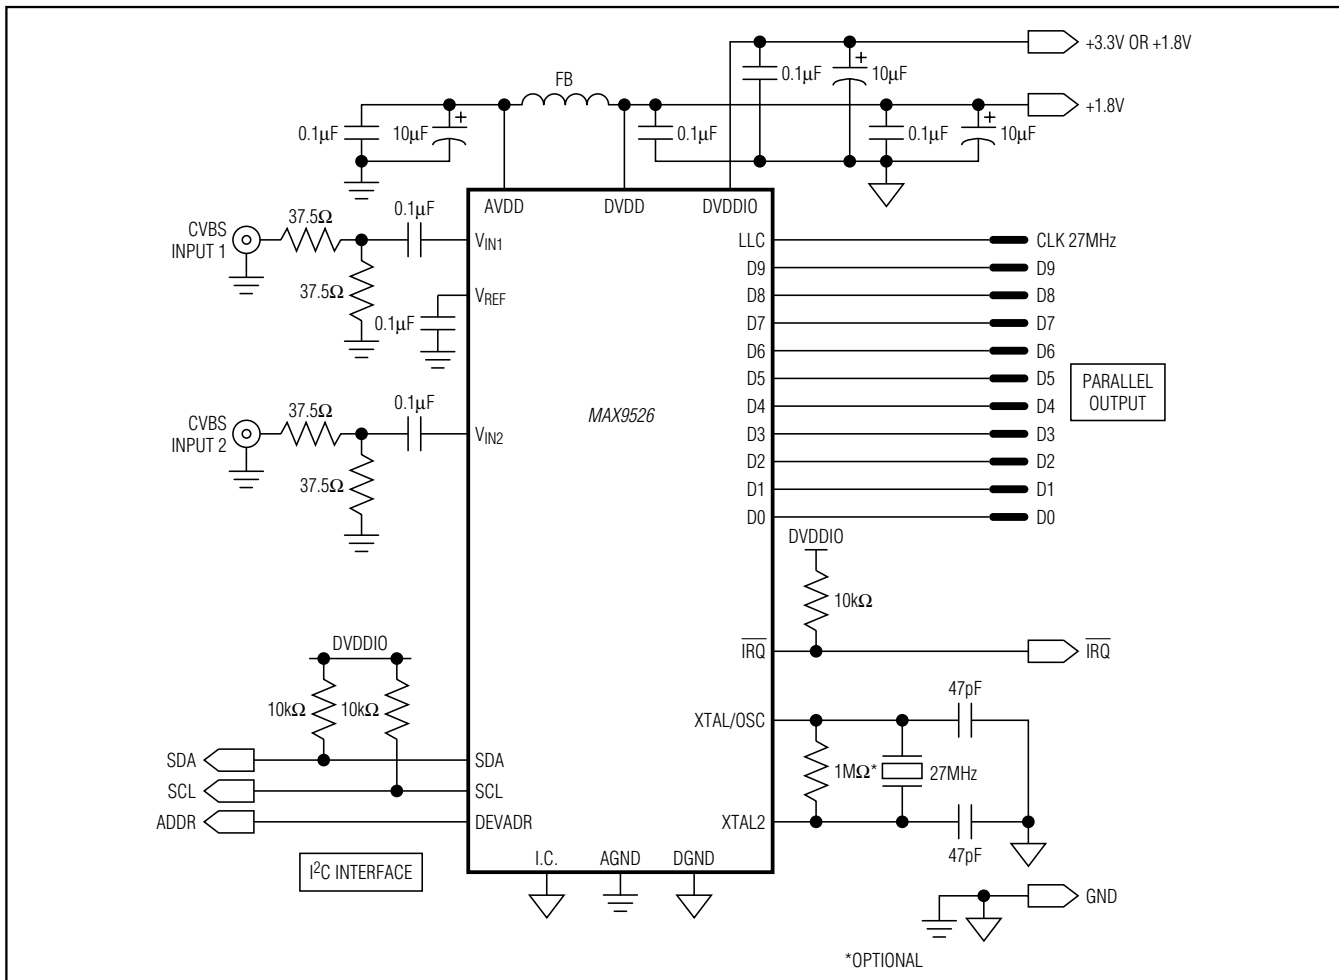 +3.3V OR +1.8V
0.1µF
+
10µF
FB
+1.8V
0.1µF
10µF
+
0.1µF
0.1µF
+
10µF
AVDD
DVDD
DVDDIO
CVBS
INPUT 1
37.5Ω
0.1µF
VIN1
37.5Ω
VREF
0.1µF
CVBS
INPUT 2
37.5Ω
0.1µF
VIN2
37.5Ω
MAX9526
LLC
CLK 27MHz
D9
D9
D8
D8
D7
D7
D6
D6
D5
D5
D4
D4
D3
D3
D2
D2
D1
D1
D0
D0
PARALLEL
OUTPUT
DVDDIO
10kΩ
IRQ
IRQ
DVDDIO
10kΩ
10kΩ
SDA
SDA
SCL
SCL
ADDR
DEVADR
I²C INTERFACE
47pF
XTAL/OSC
1MΩ*
27MHz
XTAL2
47pF
I.C.
AGND
DGND
GND
*OPTIONAL